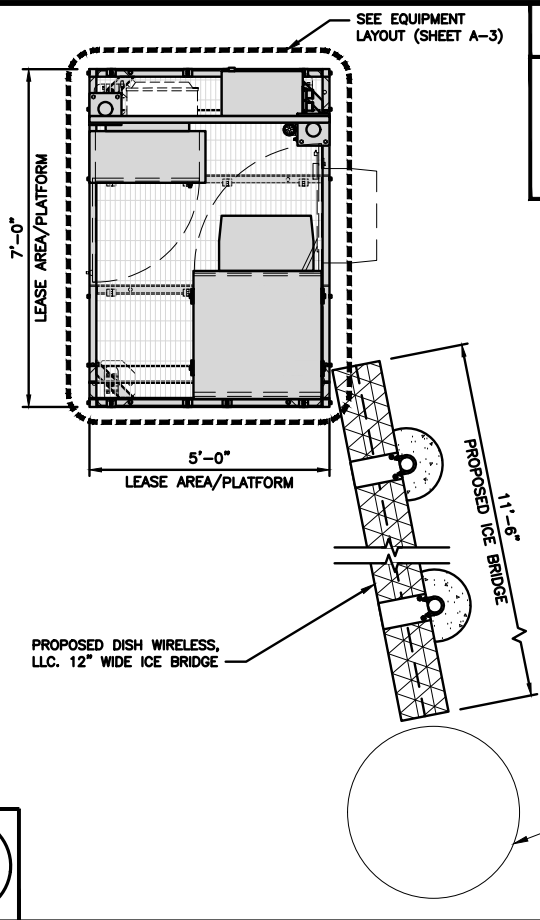 SEE EQUIPMENT
LAYOUT (SHEET A-3)
7'-0"
LEASE AREA/PLATFORM
5'-0"
LEASE AREA/PLATFORM
11'-6"
PROPOSED ICE BRIDGE
PROPOSED DISH WIRELESS,
LLC. 12" WIDE ICE BRIDGE